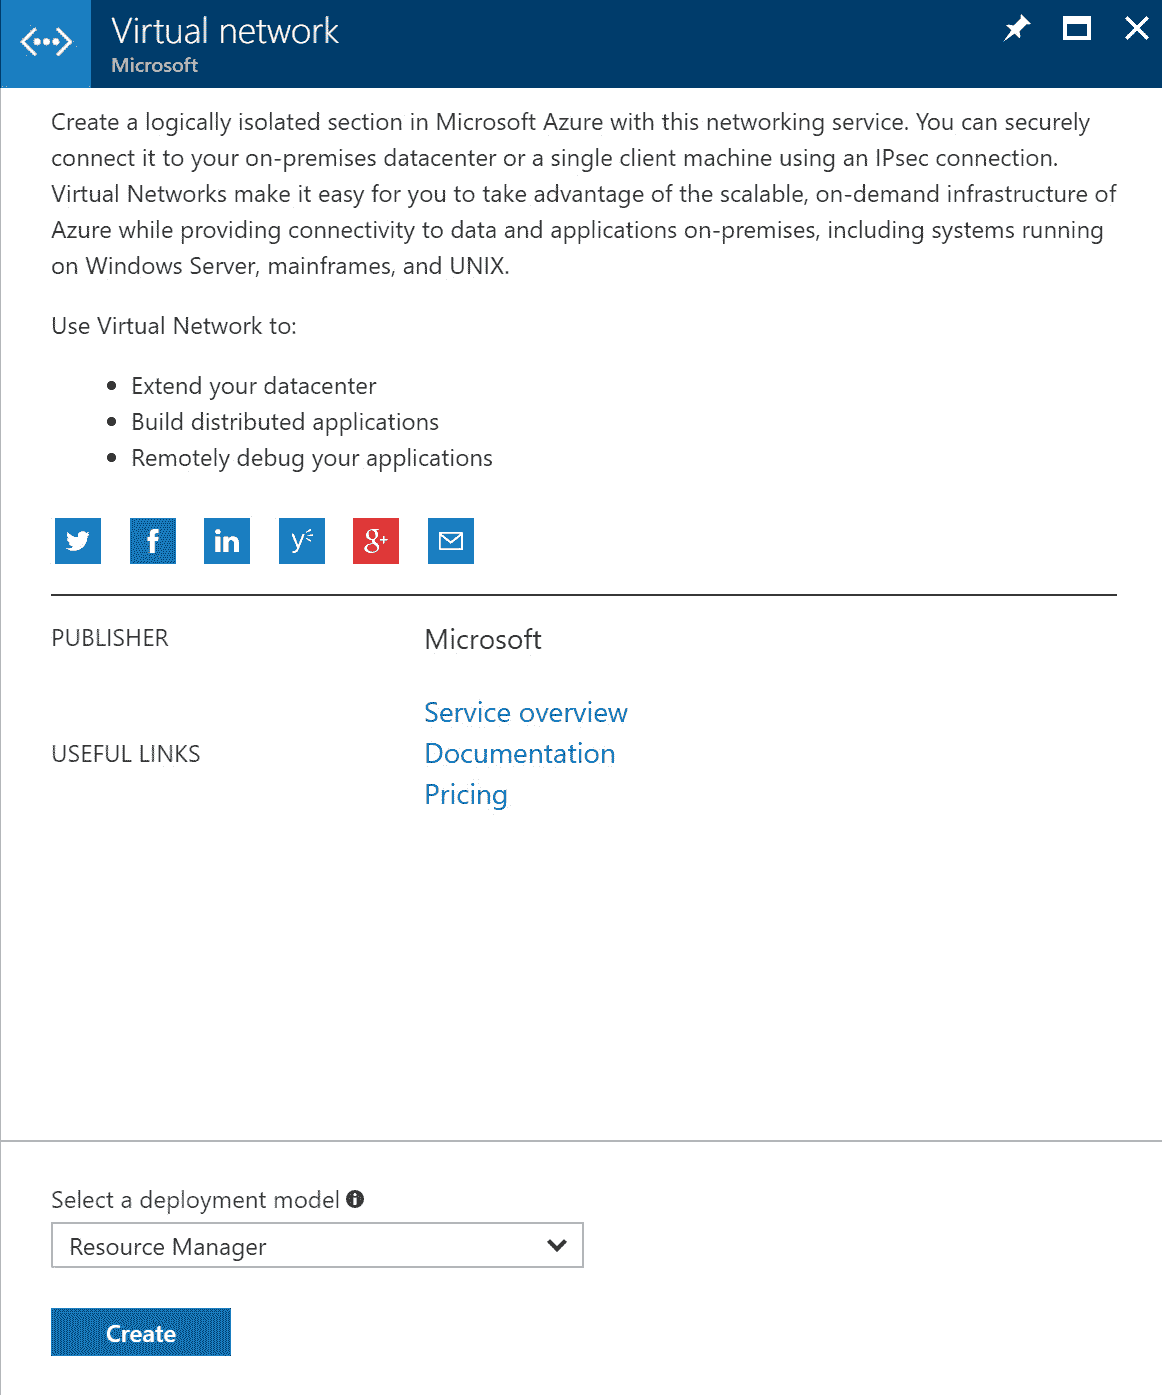 Virtual network
Microsoft
Create a logically isolated section in Microsoft Azure with this networking service. You can securely
connect it to your on-premises datacenter or a single client machine using an IPsec connection.
Virtual Networks make it easy for you to take advantage of the scalable, on-demand infrastructure of
Azure while providing connectivity to data and applications on-premises, including systems running
on Windows Server, mainframes, and UNIX.
Use Virtual Network to:
• Extend your datacenter
• Build distributed applications
• Remotely debug your applications
f in y g+
PUBLISHER Microsoft
Service overview
USEFUL LINKS Documentation
Pricing
Select a deployment model
Resource Manager
Create